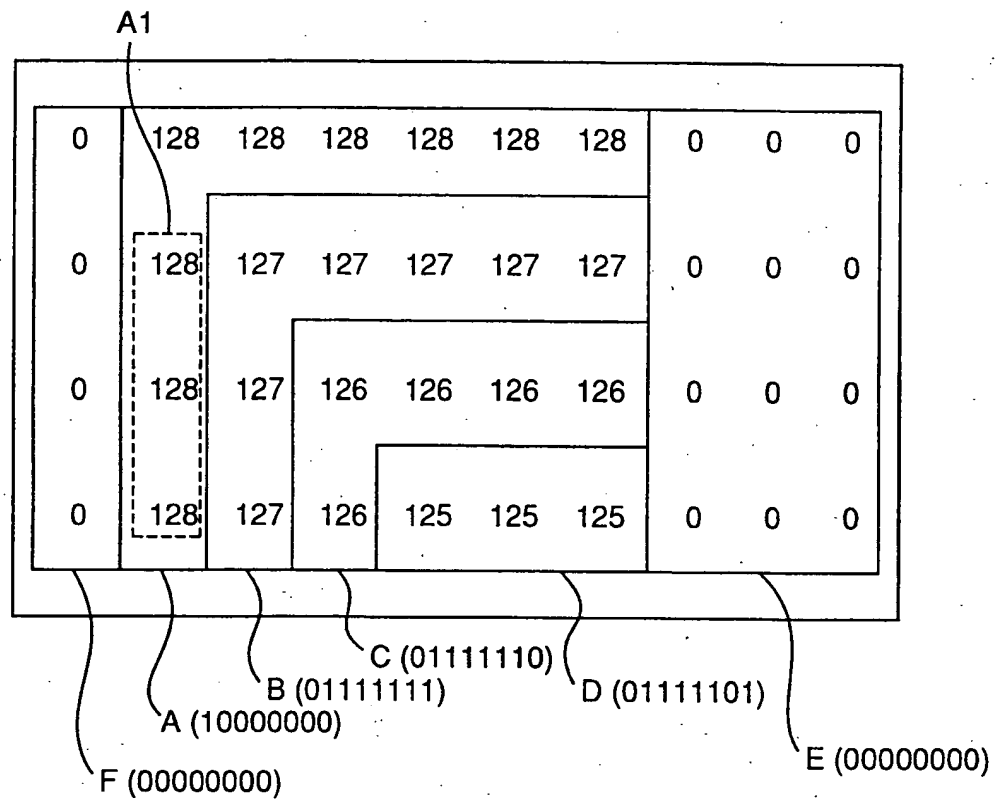 A1
0 128 128 128 128 128 128 0 0 0
0 128 127 127 127 127 127 0 0 0
0 128 127 126 126 126 126 0 0 0
0 128 127 126 125 125 125 0 0 0
C (01111110)
B (01111111)
D (01111101)
A (10000000)
E (00000000)
F (00000000)